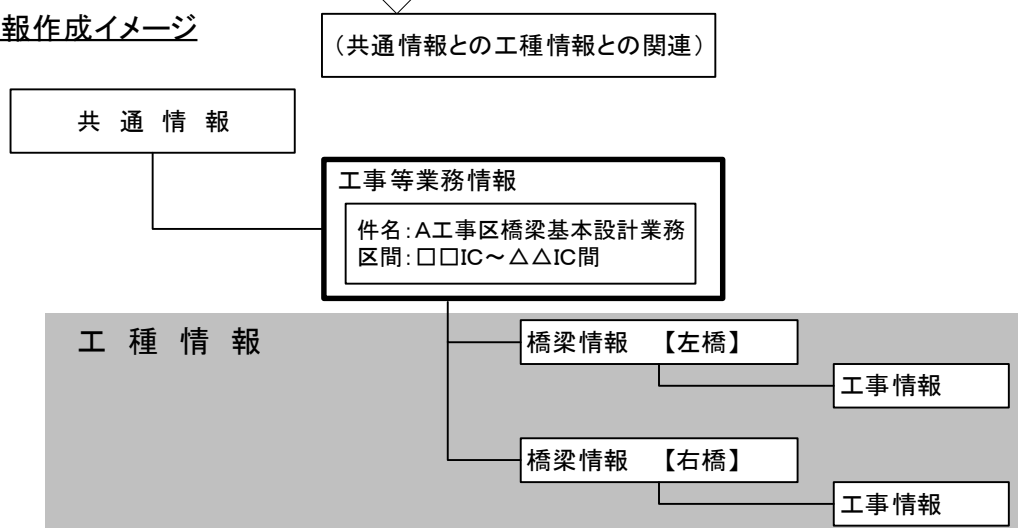 報作成イメージ
（共通情報との工種情報との関連）
共 通 情 報
工事等業務情報
件名：A工事区橋梁基本設計業務
区間：□□IC～△△IC間
工 種 情 報
橋梁情報 【左橋】
工事情報
橋梁情報 【右橋】
工事情報